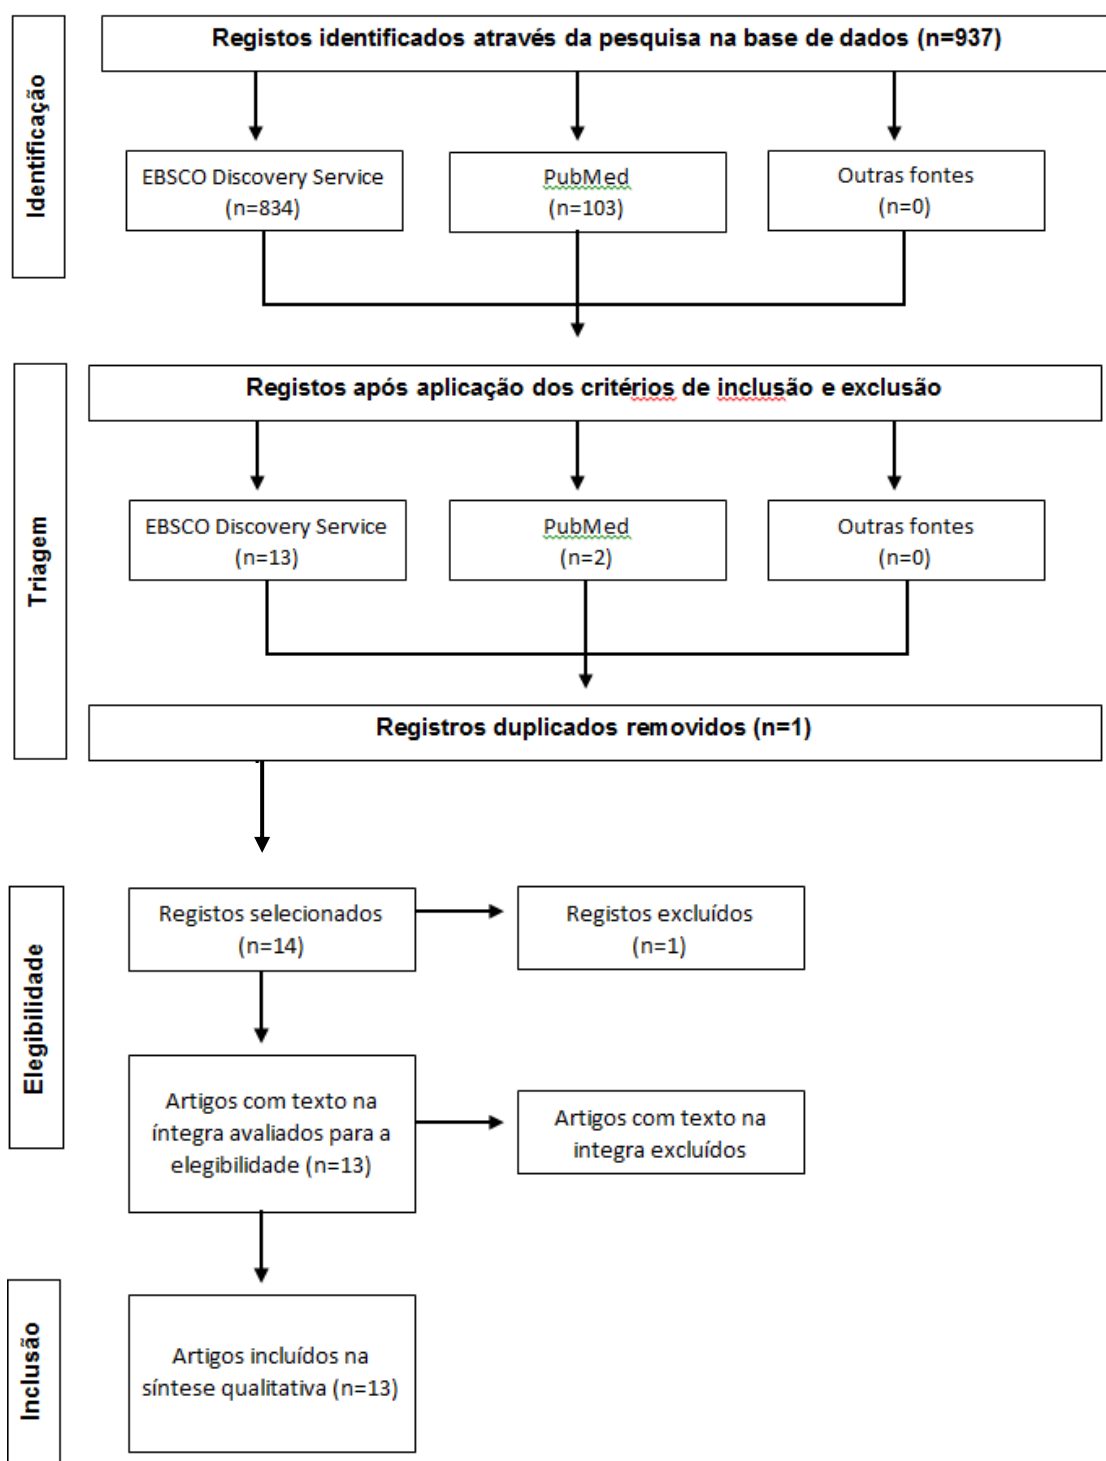 Identificação
Registos identificados através da pesquisa na base de dados (n=937)
EBSCO Discovery Service
(n=834)
PubMed
(n=103)
Outras fontes
(n=0)
Triagem
Registos após aplicação dos critérios de inclusão e exclusão
EBSCO Discovery Service
(n=13)
PubMed
(n=2)
Outras fontes
(n=0)
Registros duplicados removidos (n=1)
Elegibilidade
Registos selecionados
(n=14)
Registos excluídos
(n=1)
Artigos com texto na
íntegra avaliados para a
elegibilidade (n=13)
Artigos com texto na
integra excluídos
Inclusão
Artigos incluídos na
síntese qualitativa (n=13)